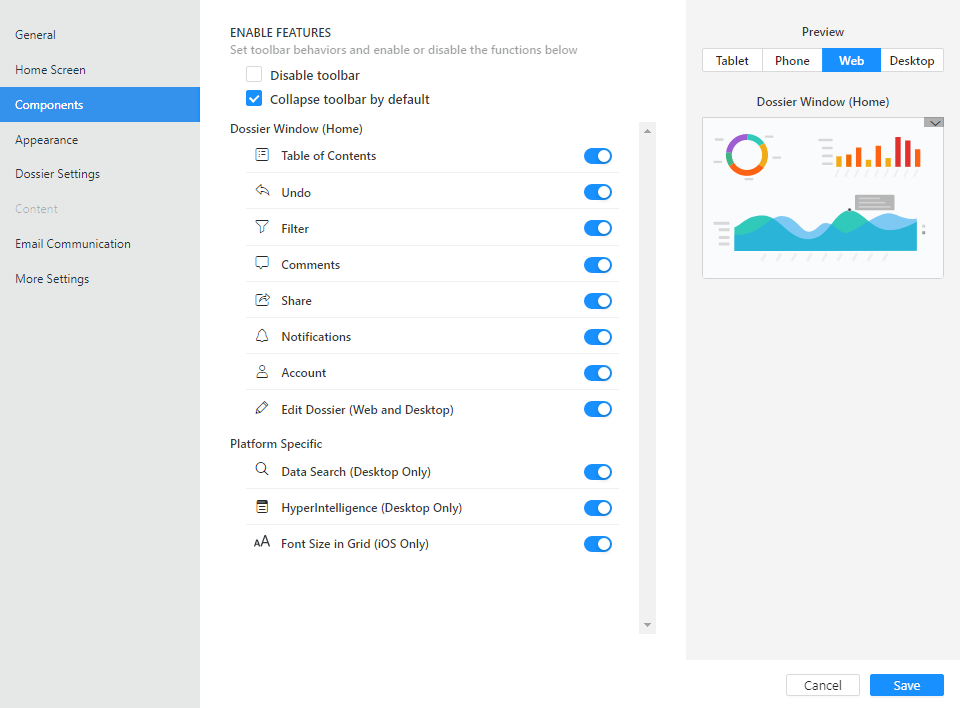 General
Home Screen
Components
Appearance
Dossier Settings
Content
Email Communication
More Settings
ENABLE FEATURES
Set toolbar behaviors and enable or disable the functions below
Disable toolbar
Collapse toolbar by default
Dossier Window (Home)
Table of Contents
Undo
Filter
Comments
Share
Notifications
Account
Edit Dossier (Web and Desktop)
Platform Specific
Data Search (Desktop Only)
HyperIntelligence (Desktop Only)
AA Font Size in Grid (iOS Only)
Preview
Tablet Phone Web Desktop
Dossier Window (Home)
Cancel Save